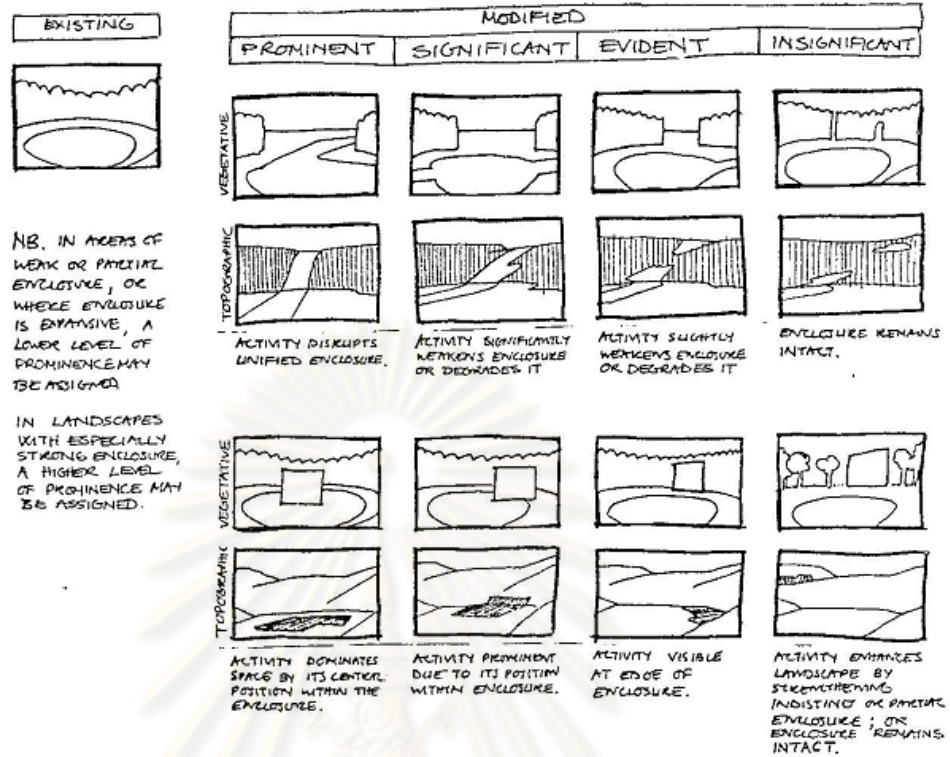 EXISTING
MODIFIED
PROMINENT
SIGNIFICANT
EVIDENT
INSIGNIFICANT
NB. IN AREAS OF
WEAK OR PARTIAL
ENCLOSURE, OR
WHERE ENCLOSURE
IS EXPANSIVE, A
LOWER LEVEL OF
PROMINENCE MAY
BE ASSIGNED
IN LANDSCAPES
WITH ESPECIALLY
STRONG ENCLOSURE,
A HIGHER LEVEL
OF PROMINENCE MAY
BE ASSIGNED.
VEGETATIVE
TOPOGRAPHIC
ACTIVITY DISRUPTS
UNIFIED ENCLOSURE.
ACTIVITY SIGNIFICANTLY
WEAKENS ENCLOSURE
OR DEGRADES IT
ACTIVITY SLIGHTLY
WEAKENS ENCLOSURE
OR DEGRADES IT
ENCLOSURE REMAINS
INTACT.
VEGETATIVE
TOPOGRAPHIC
ACTIVITY DOMINATES
SPACE BY ITS CENTRAL
POSITION WITHIN THE
ENCLOSURE.
ACTIVITY PROMINENT
DUE TO ITS POSITION
WITHIN ENCLOSURE.
ACTIVITY VISIBLE
AT EDGE OF
ENCLOSURE.
ACTIVITY ENHANCES
LANDSCAPE BY
STRENGTHENING
INDISTINCT OR PARTIAL
ENCLOSURE; OR
ENCLOSURE REMAINS
INTACT.